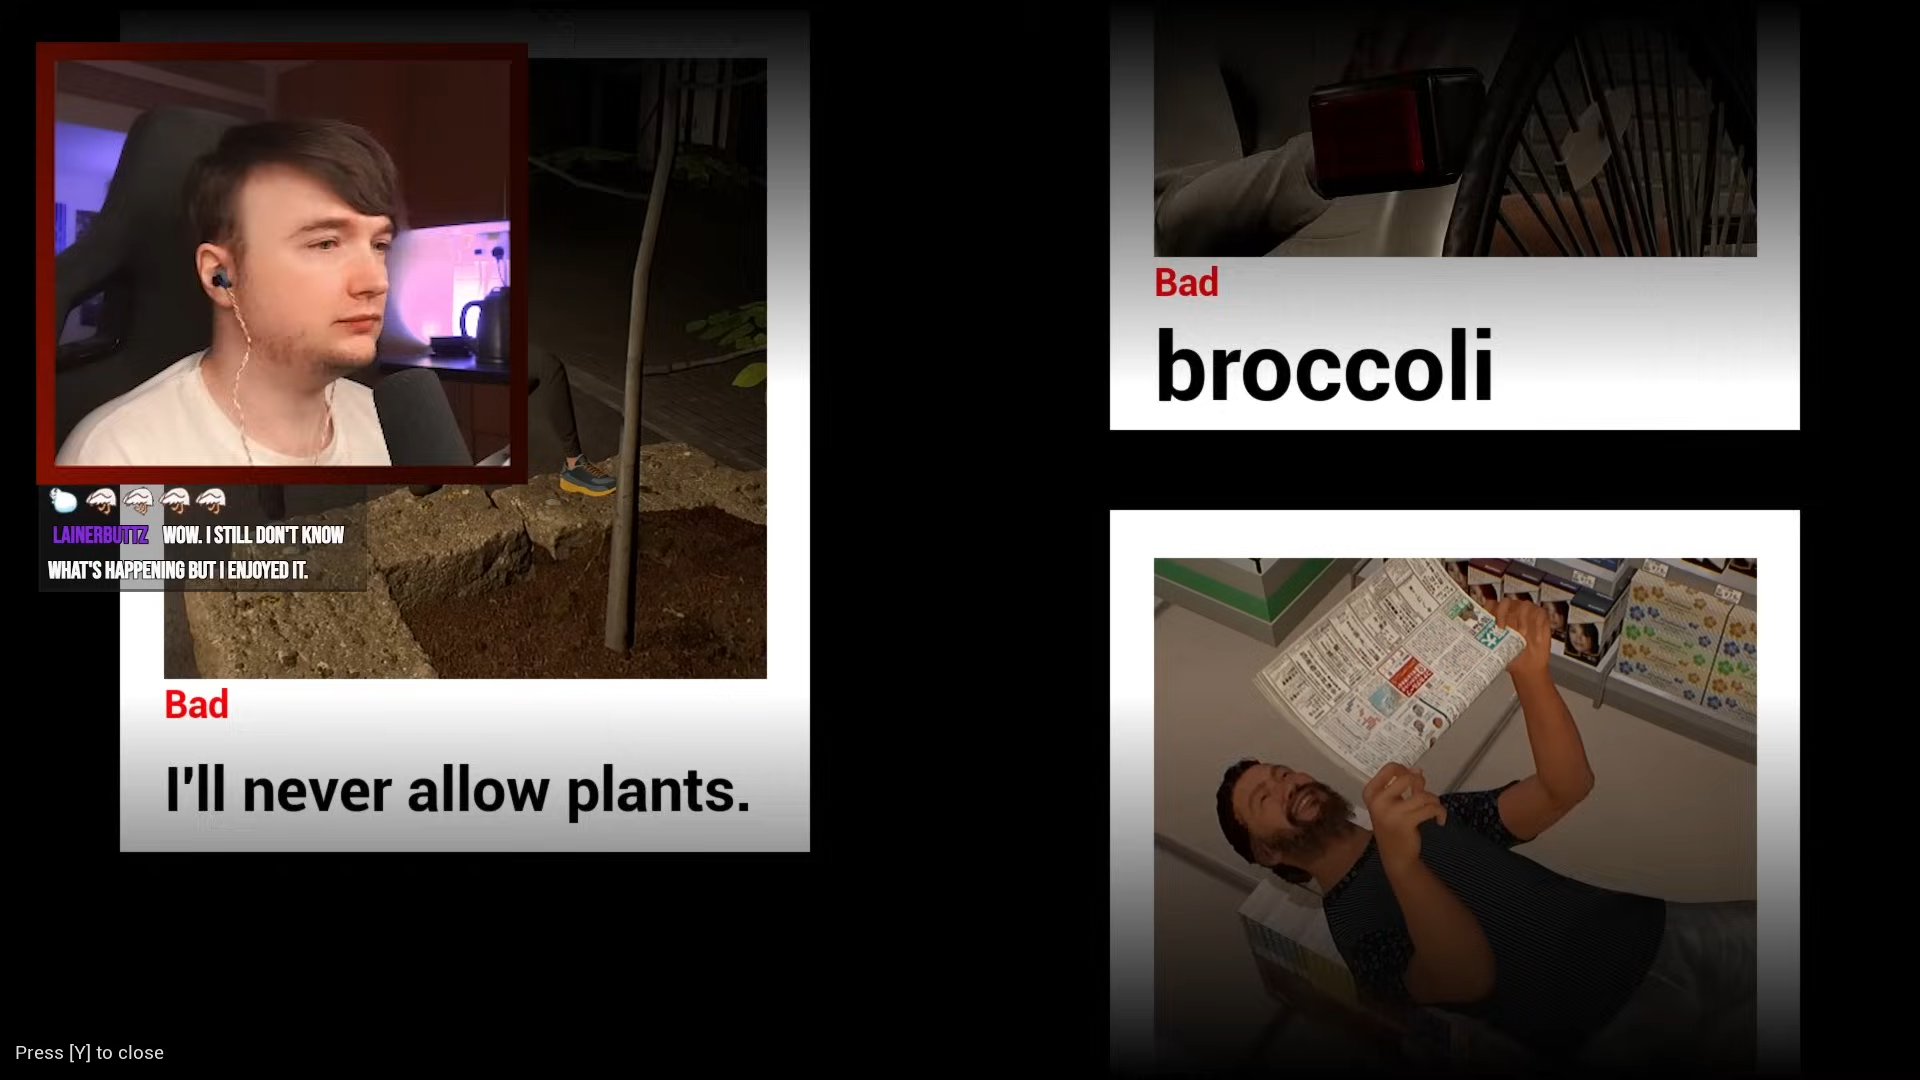 LAINERBUTTZ WOW. I STILL DON'T KNOW
WHAT'S HAPPENING BUT I ENJOYED IT.
Bad
I'll never allow plants.
Bad
broccoli
Press [Y] to close